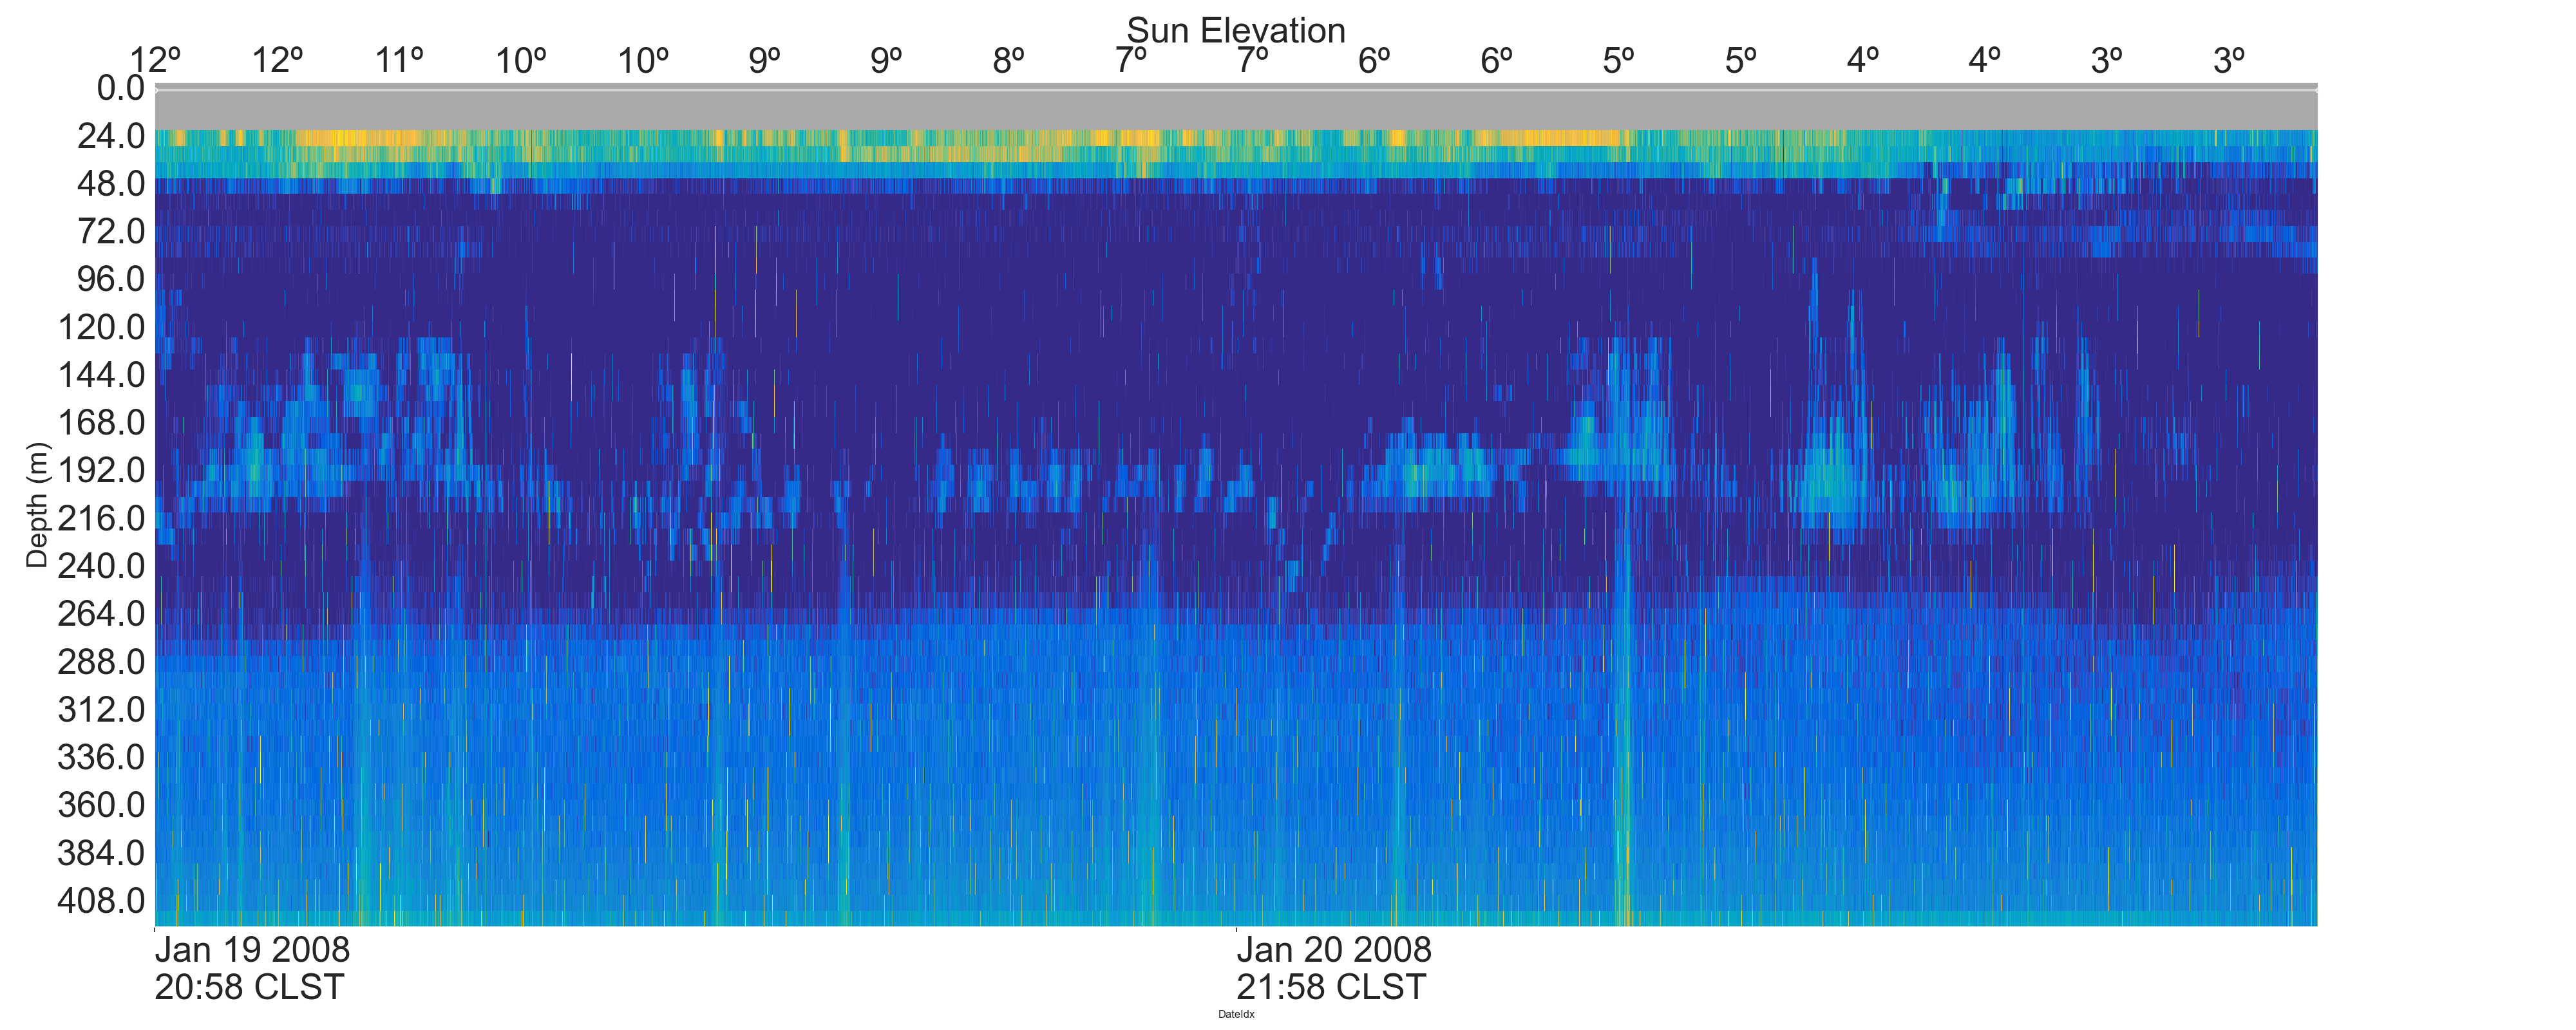 Sun Elevation
12º 12º 11º 10º 10º 9º 9º 8º 7º 7º 6º 6º 5º 5º 4º 4º 3º 3º
0.0
24.0
48.0
72.0
96.0
120.0
144.0
168.0
192.0
216.0
240.0
264.0
288.0
312.0
336.0
360.0
384.0
408.0
Depth (m)
Jan 19 2008
20:58 CLST
Jan 20 2008
21:58 CLST
DateIdx